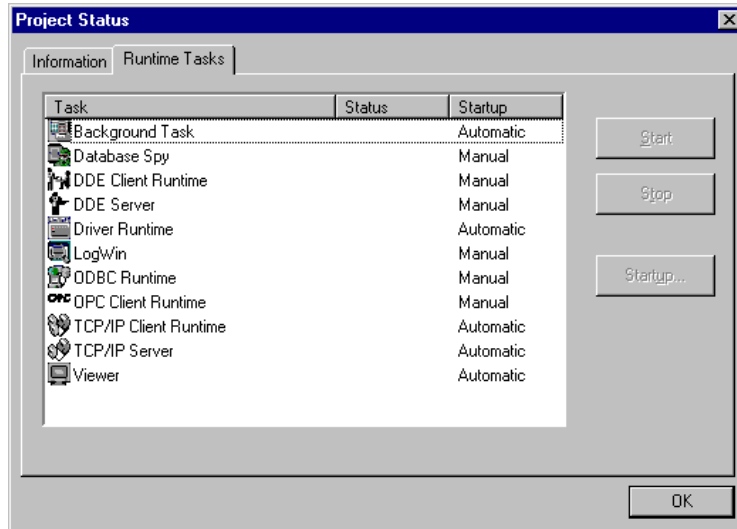 Project Status
Information Runtime Tasks
Task Status Startup
Background Task Automatic
Database Spy Manual
DDE Client Runtime Manual
DDE Server Manual
Driver Runtime Automatic
LogWin Manual
ODBC Runtime Manual
OPC OPC Client Runtime Manual
TCP/IP Client Runtime Automatic
TCP/IP Server Automatic
Viewer Automatic
Start
Stop
Startup...
OK